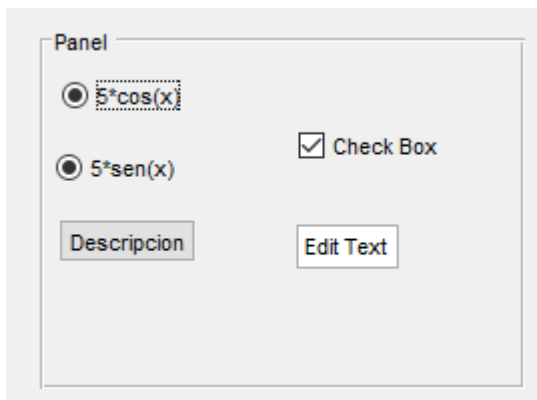 Panel
5*cos(x)
Check Box
5*sen(x)
Descripcion
Edit Text